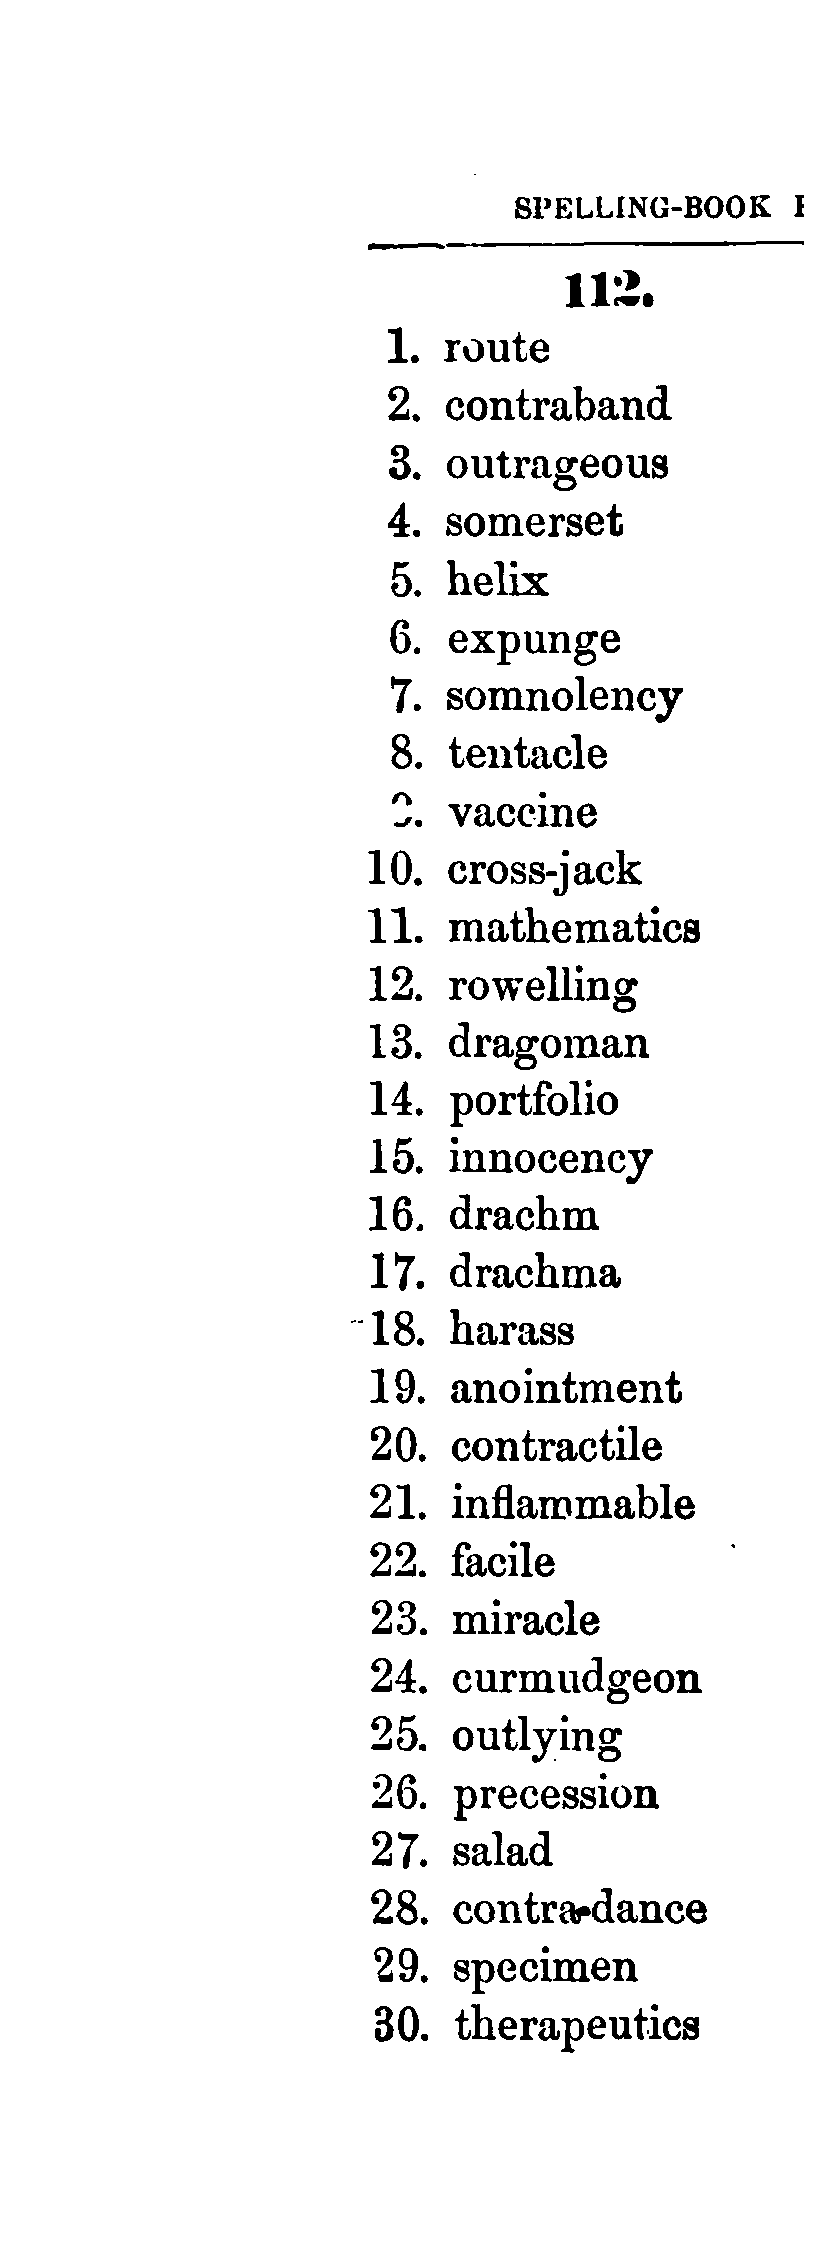 SPELLING-BOOK
112.
1. route
2. contraband
3. outrageous
4. somerset
5. helix
6. expunge
7. somnolency
8. tentacle
9. vaccine
10. cross-jack
11. mathematics
12. rowelling
13. dragoman
14. portfolio
15. innocency
16. drachm
17. drachma
18. harass
19. anointment
20. contractile
21. inflammable
22. facile
23. miracle
24. curmudgeon
25. outlying
26. precession
27. salad
28. contra-dance
29. specimen
30. therapeutics